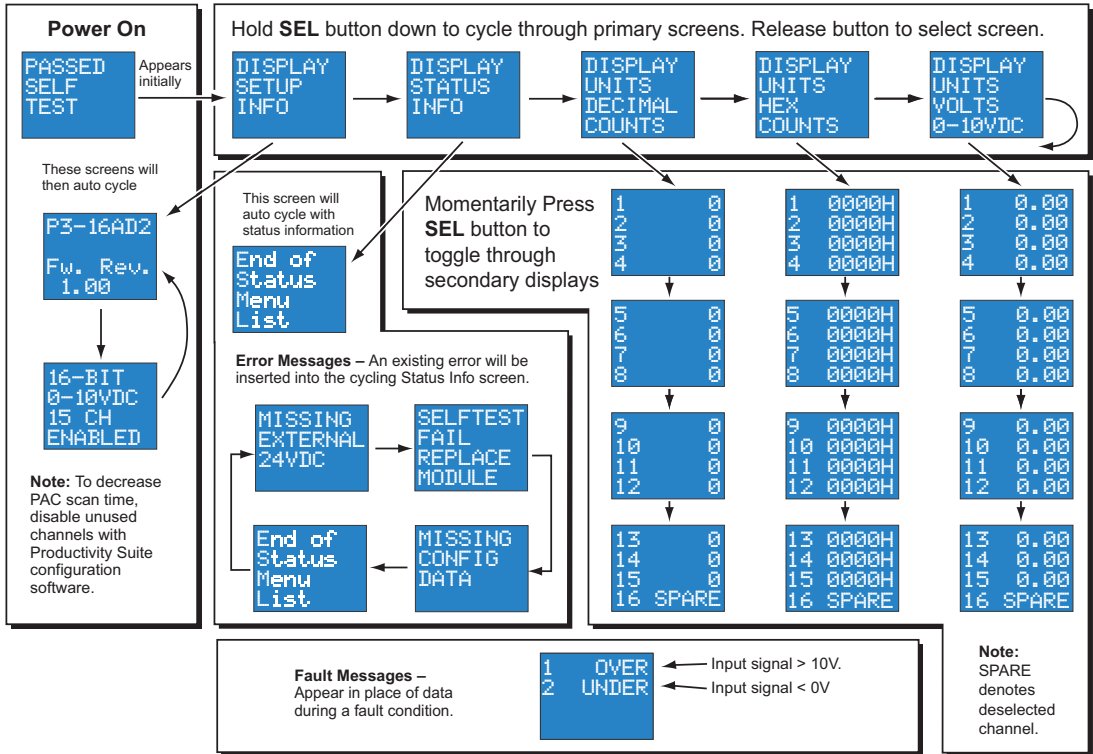 Power On
PASSED
SELF
TEST
Appears
initially
These screens will
then auto cycle
P3-16AD2
Fw. Rev.
1.00
16-BIT
0-10VDC
15 CH
ENABLED
Note: To decrease
PAC scan time,
disable unused
channels with
Productivity Suite
configuration
software.
Hold SEL button down to cycle through primary screens. Release button to select screen.
DISPLAY
SETUP
INFO
DISPLAY
STATUS
INFO
DISPLAY
UNITS
DECIMAL
COUNTS
DISPLAY
UNITS
HEX
COUNTS
DISPLAY
UNITS
VOLTS
0-10VDC
This screen will
auto cycle with
status information
End of
Status
Menu
List
Error Messages – An existing error will be
inserted into the cycling Status Info screen.
MISSING
EXTERNAL
24VDC
SELFTEST
FAIL
REPLACE
MODULE
End of
Status
Menu
List
MISSING
CONFIG
DATA
Momentarily Press
SEL button to
toggle through
secondary displays
1 0
2 0
3 0
4 0
5 0
6 0
7 0
8 0
9 0
10 0
11 0
12 0
13 0
14 0
15 0
16 SPARE
1 0000H
2 0000H
3 0000H
4 0000H
5 0000H
6 0000H
7 0000H
8 0000H
9 0000H
10 0000H
11 0000H
12 0000H
13 0000H
14 0000H
15 0000H
16 SPARE
1 0.00
2 0.00
3 0.00
4 0.00
5 0.00
6 0.00
7 0.00
8 0.00
9 0.00
10 0.00
11 0.00
12 0.00
13 0.00
14 0.00
15 0.00
16 SPARE
Note:
SPARE
denotes
deselected
channel.
Fault Messages –
Appear in place of data
during a fault condition.
1 OVER
2 UNDER
Input signal > 10V.
Input signal < 0V